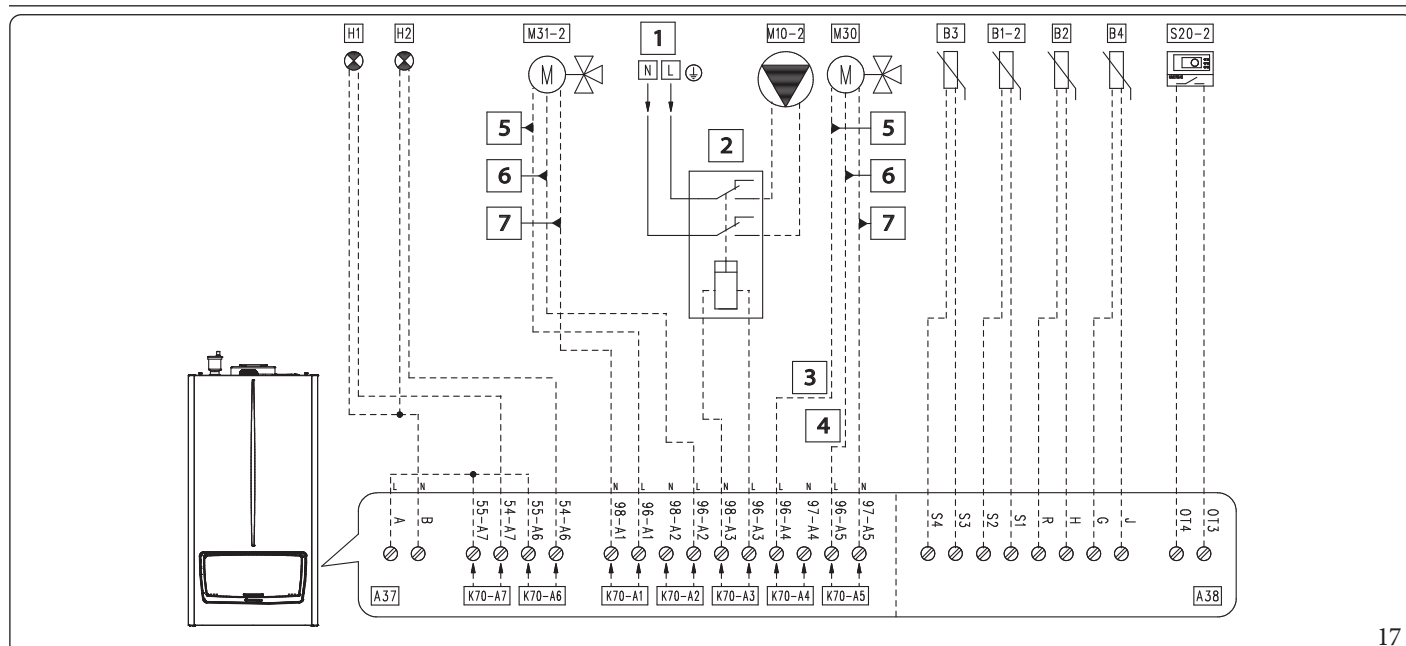 H1 H2 M31-2 1 M10-2 M30 B3 B1-2 B2 B4 S20-2
N L
M M
5 5
2
6 6
7 7
3
4
L N N L N L N L L N L N
A B 55-A7 54-A7 55-A6 54-A6 98-A1 96-A1 98-A2 96-A2 98-A3 96-A3 96-A4 97-A4 96-A5 97-A5 S4 S3 S2 S1 R H G J OT4 OT3
A37 K70-A7 K70-A6 K70-A1 K70-A2 K70-A3 K70-A4 K70-A5 A38
17